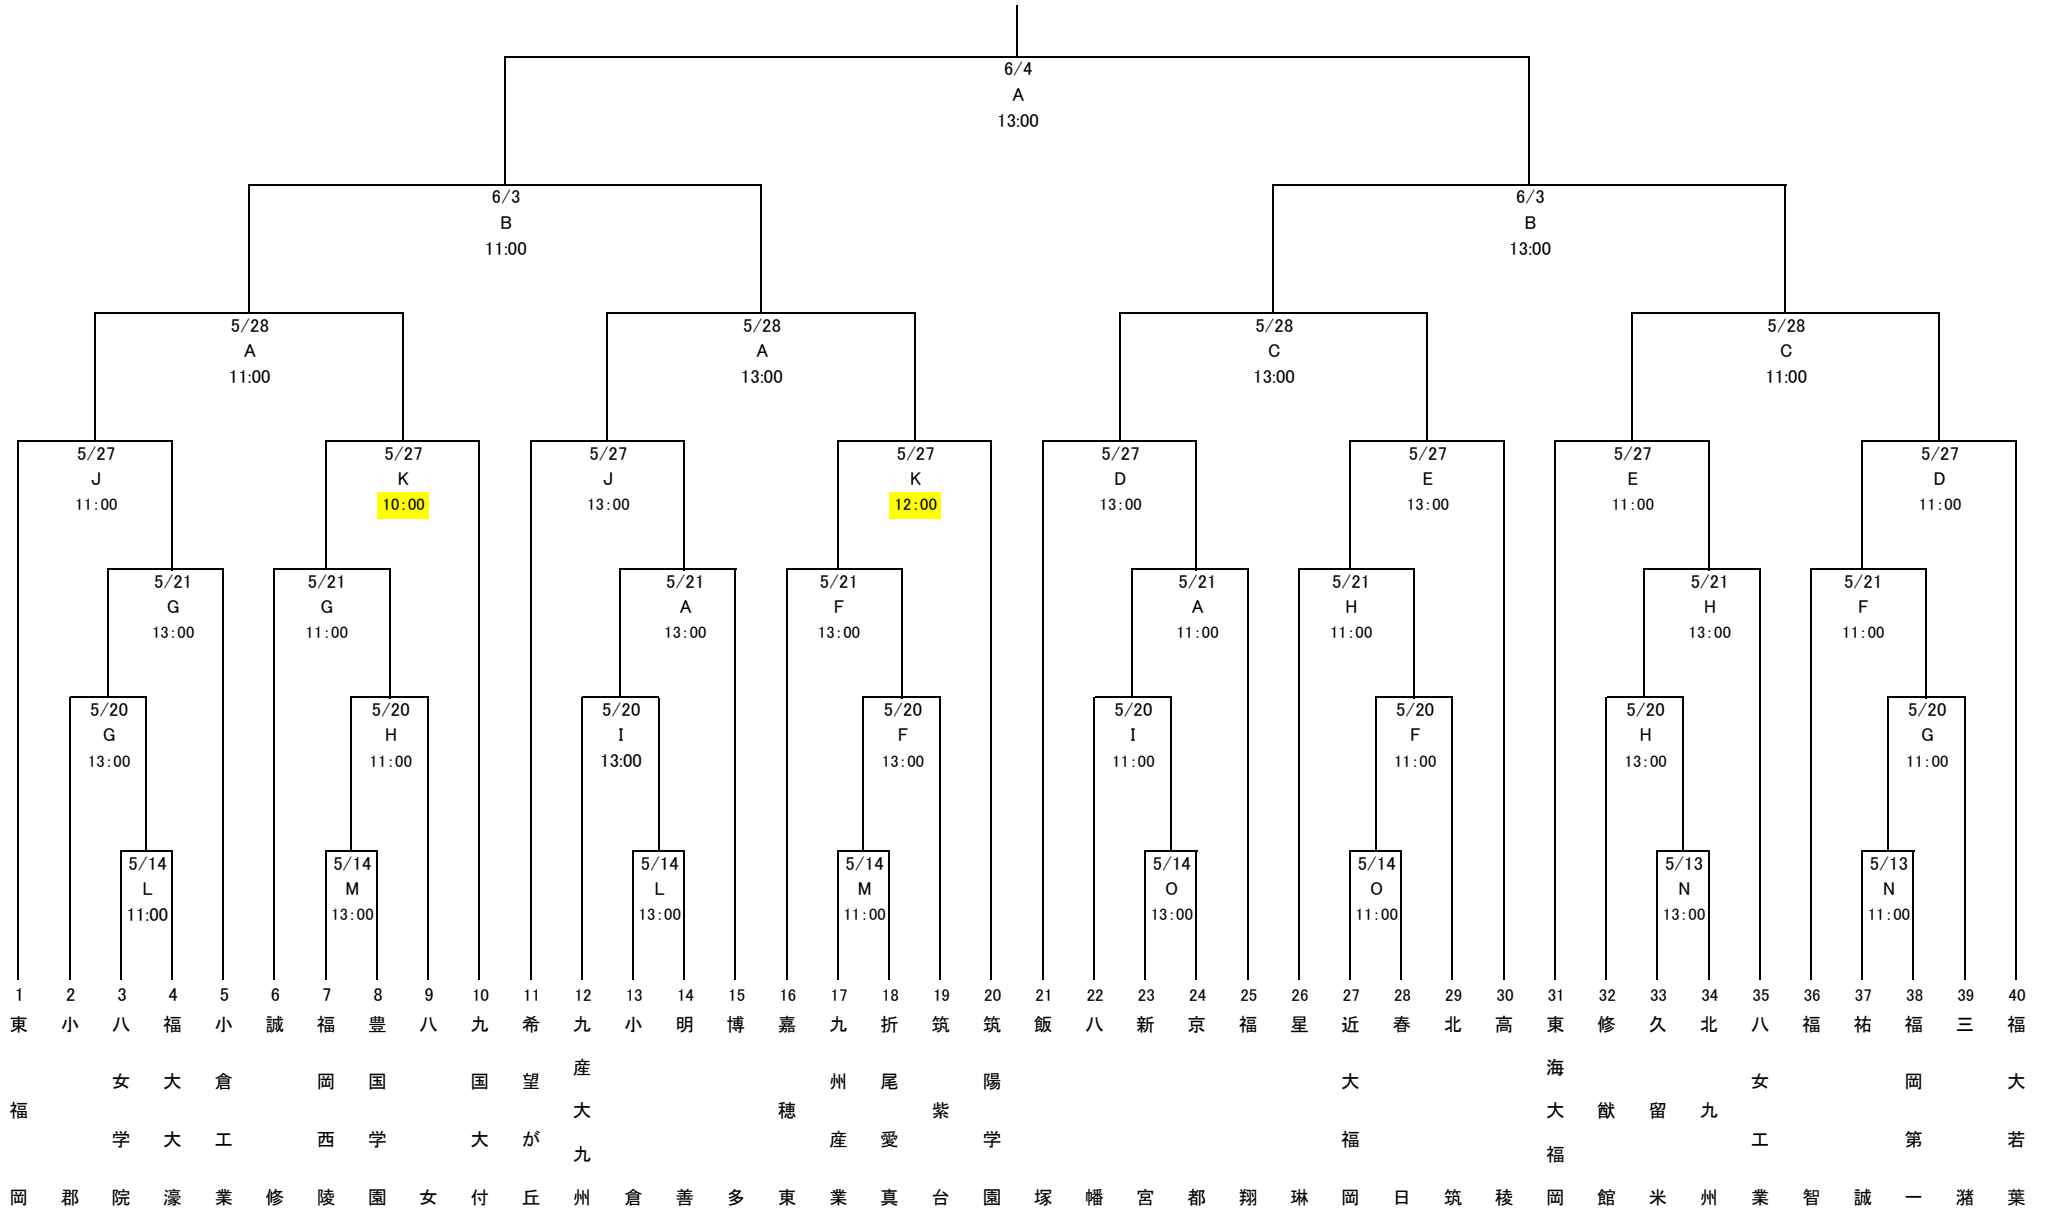 6/4
A
13:00
6/3 6/3
B B
11:00 13:00
5/28 5/28 5/28 5/28
A A C C
11:00 13:00 13:00 11:00
5/27 5/27 5/27 5/27 5/27 5/27 5/27 5/27
J K J K D E E D
11:00 10:00 13:00 12:00 13:00 13:00 11:00 11:00
5/21 5/21 5/21 5/21 5/21 5/21 5/21 5/21
G G A F A H H F
13:00 11:00 13:00 13:00 11:00 11:00 13:00 11:00
5/20 5/20 5/20 5/20 5/20 5/20 5/20 5/20
G H I F I F H G
13:00 11:00 13:00 13:00 11:00 11:00 13:00 11:00
5/14 5/14 5/14 5/14 5/14 5/14 5/13 5/13
L M L M O O N N
11:00 13:00 13:00 11:00 13:00 11:00 13:00 11:00
1 東福岡
2 小郡
3 八女学院
4 福大大濠
5 小倉工業
6 誠修
7 福岡西陵
8 豊国学園
9 八女
10 九国大付
11 希望が丘
12 九産大九州
13 小倉
14 明善
15 博多
16 嘉穂東
17 九州産業
18 折尾愛真
19 筑紫台
20 筑陽学園
21 飯塚
22 八幡
23 新宮
24 京都
25 福翔
26 星琳
27 近大福岡
28 春日
29 北筑
30 高稜
31 東海大福岡
32 修猷館
33 久留米
34 北九州
35 八女工業
36 福智
37 祐誠
38 福岡第一
39 三潴
40 福大若葉